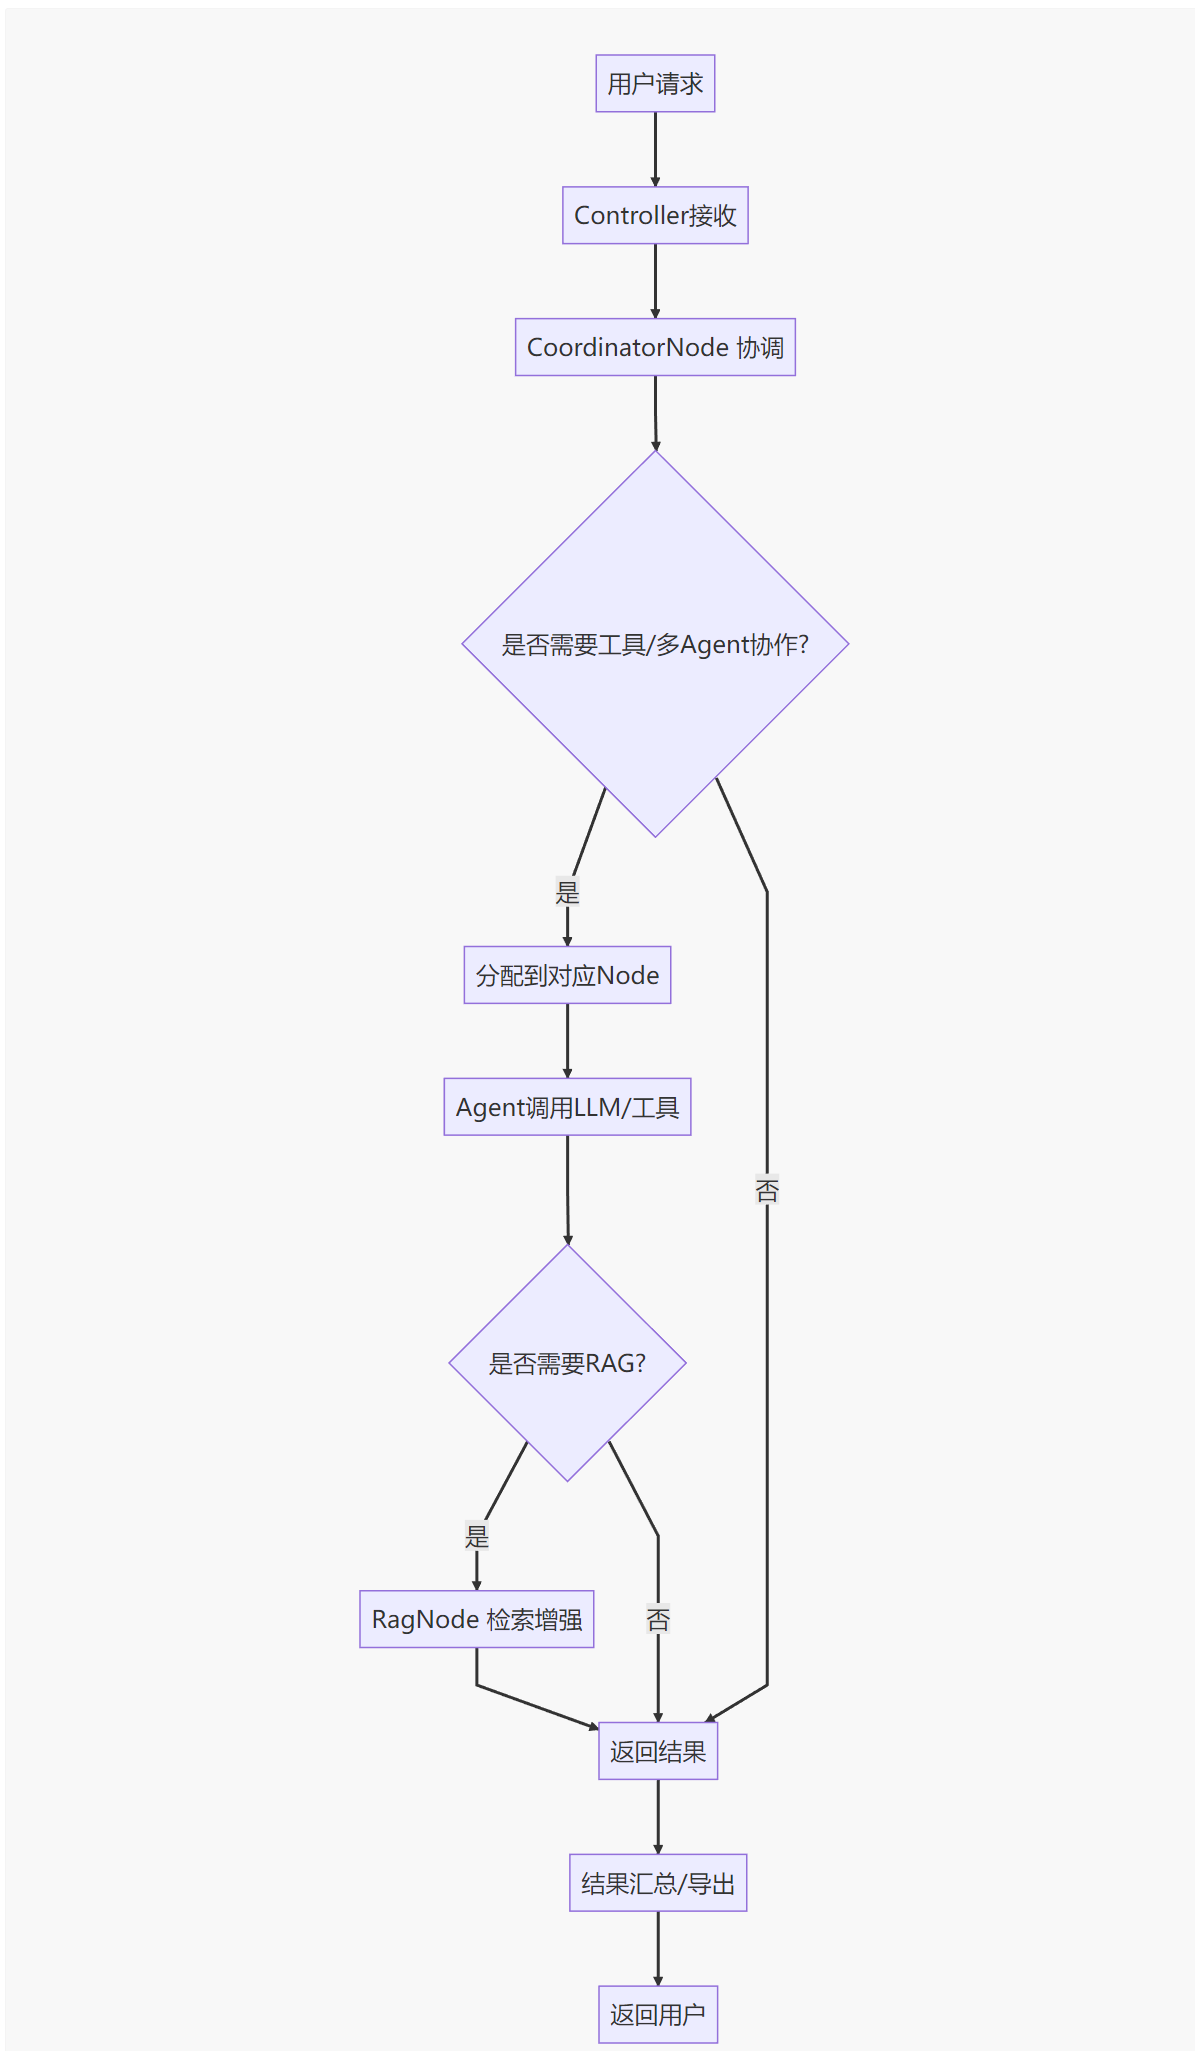 用户请求
Controller接收
CoordinatorNode 协调
是否需要工具/多Agent协作?
是
分配到对应Node
Agent调用LLM/工具
否
是否需要RAG?
是
RagNode 检索增强
否
返回结果
结果汇总/导出
返回用户